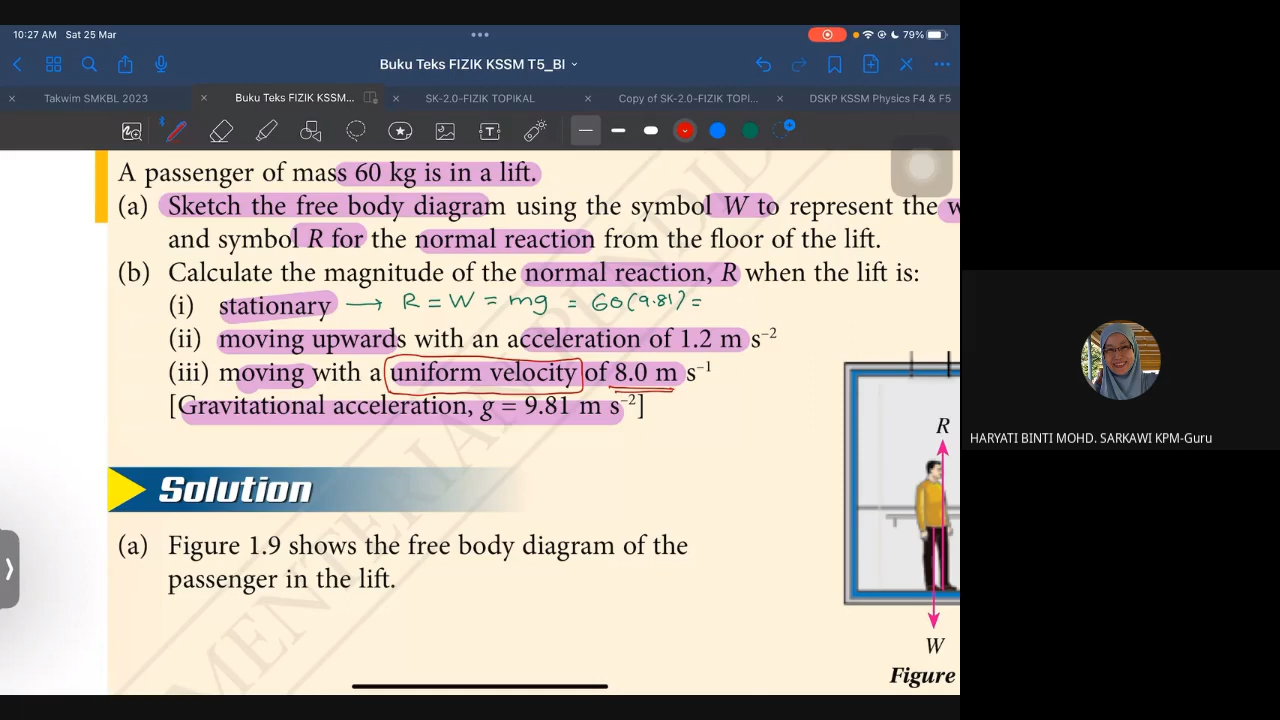 10:27 AM Sat 25 Mar
79%
Buku Teks FIZIK KSSM T5_BI
Takwim SMKBL 2023
Buku Teks FIZIK KSSM...
SK-2.0-FIZIK TOPIKAL
Copy of SK-2.0-FIZIK TOPI...
DSKP KSSM Physics F4 & F5
A passenger of mass 60 kg is in a lift.
(a) Sketch the free body diagram using the symbol W to represent the w
and symbol R for the normal reaction from the floor of the lift.
(b) Calculate the magnitude of the normal reaction, R when the lift is:
(i) stationary → R = W = mg = 60(9.81) =
(ii) moving upwards with an acceleration of 1.2 m s⁻²
(iii) moving with a uniform velocity of 8.0 m s⁻¹
[Gravitational acceleration, g = 9.81 m s⁻²]
R
HARYATI BINTI MOHD. SARKAWI KPM-Guru
Solution
(a) Figure 1.9 shows the free body diagram of the
passenger in the lift.
W
Figure